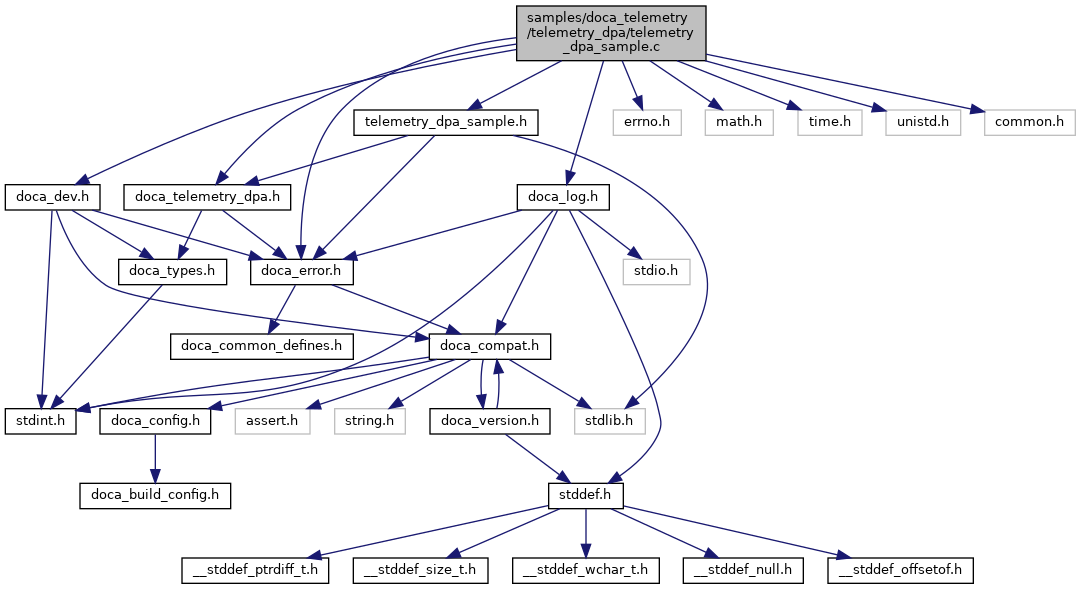 samples/doca_telemetry
/telemetry_dpa/telemetry
_dpa_sample.c
telemetry_dpa_sample.h
errno.h
math.h
time.h
unistd.h
common.h
doca_dev.h
doca_telemetry_dpa.h
doca_log.h
doca_types.h
doca_error.h
stdio.h
doca_common_defines.h
doca_compat.h
stdint.h
doca_config.h
assert.h
string.h
doca_version.h
stdlib.h
doca_build_config.h
stddef.h
__stddef_ptrdiff_t.h
__stddef_size_t.h
__stddef_wchar_t.h
__stddef_null.h
__stddef_offsetof.h